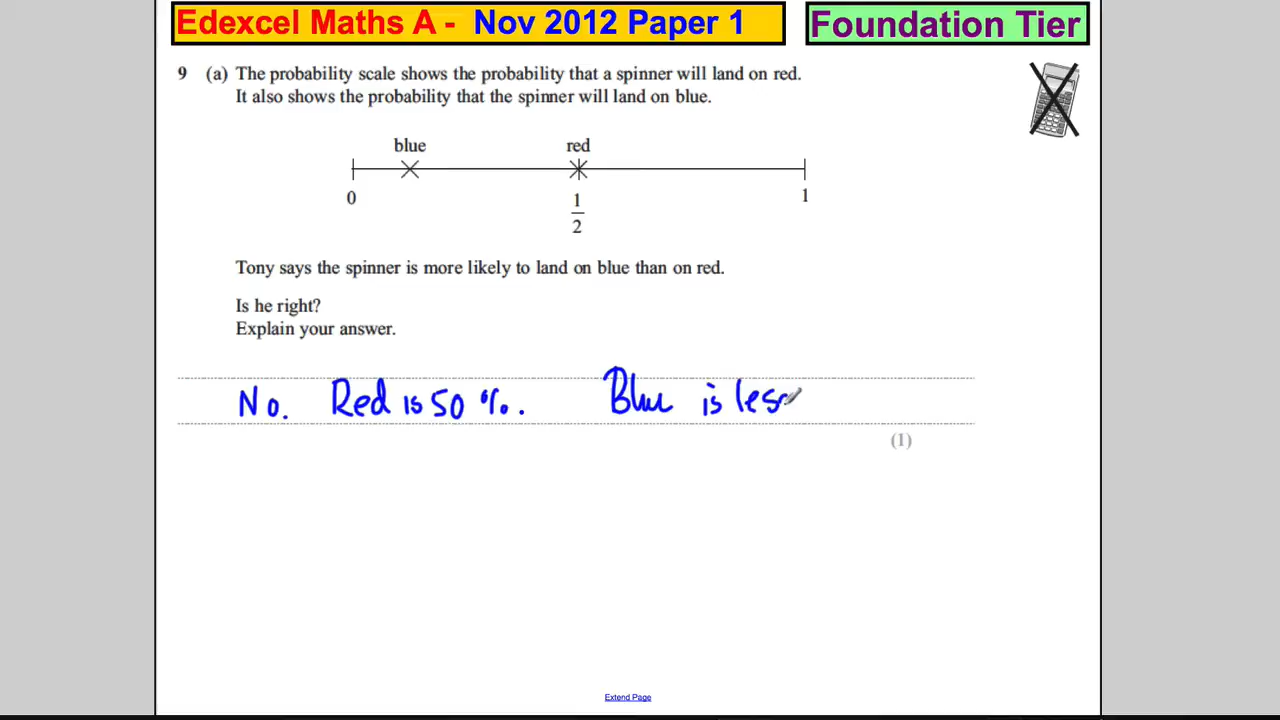 Edexcel Maths A - Nov 2012 Paper 1
Foundation Tier
9 (a) The probability scale shows the probability that a spinner will land on red.
It also shows the probability that the spinner will land on blue.
blue red
0 1/2 1
Tony says the spinner is more likely to land on blue than on red.
Is he right?
Explain your answer.
No. Red is 50 %. Blue is less
(1)
Extend Page